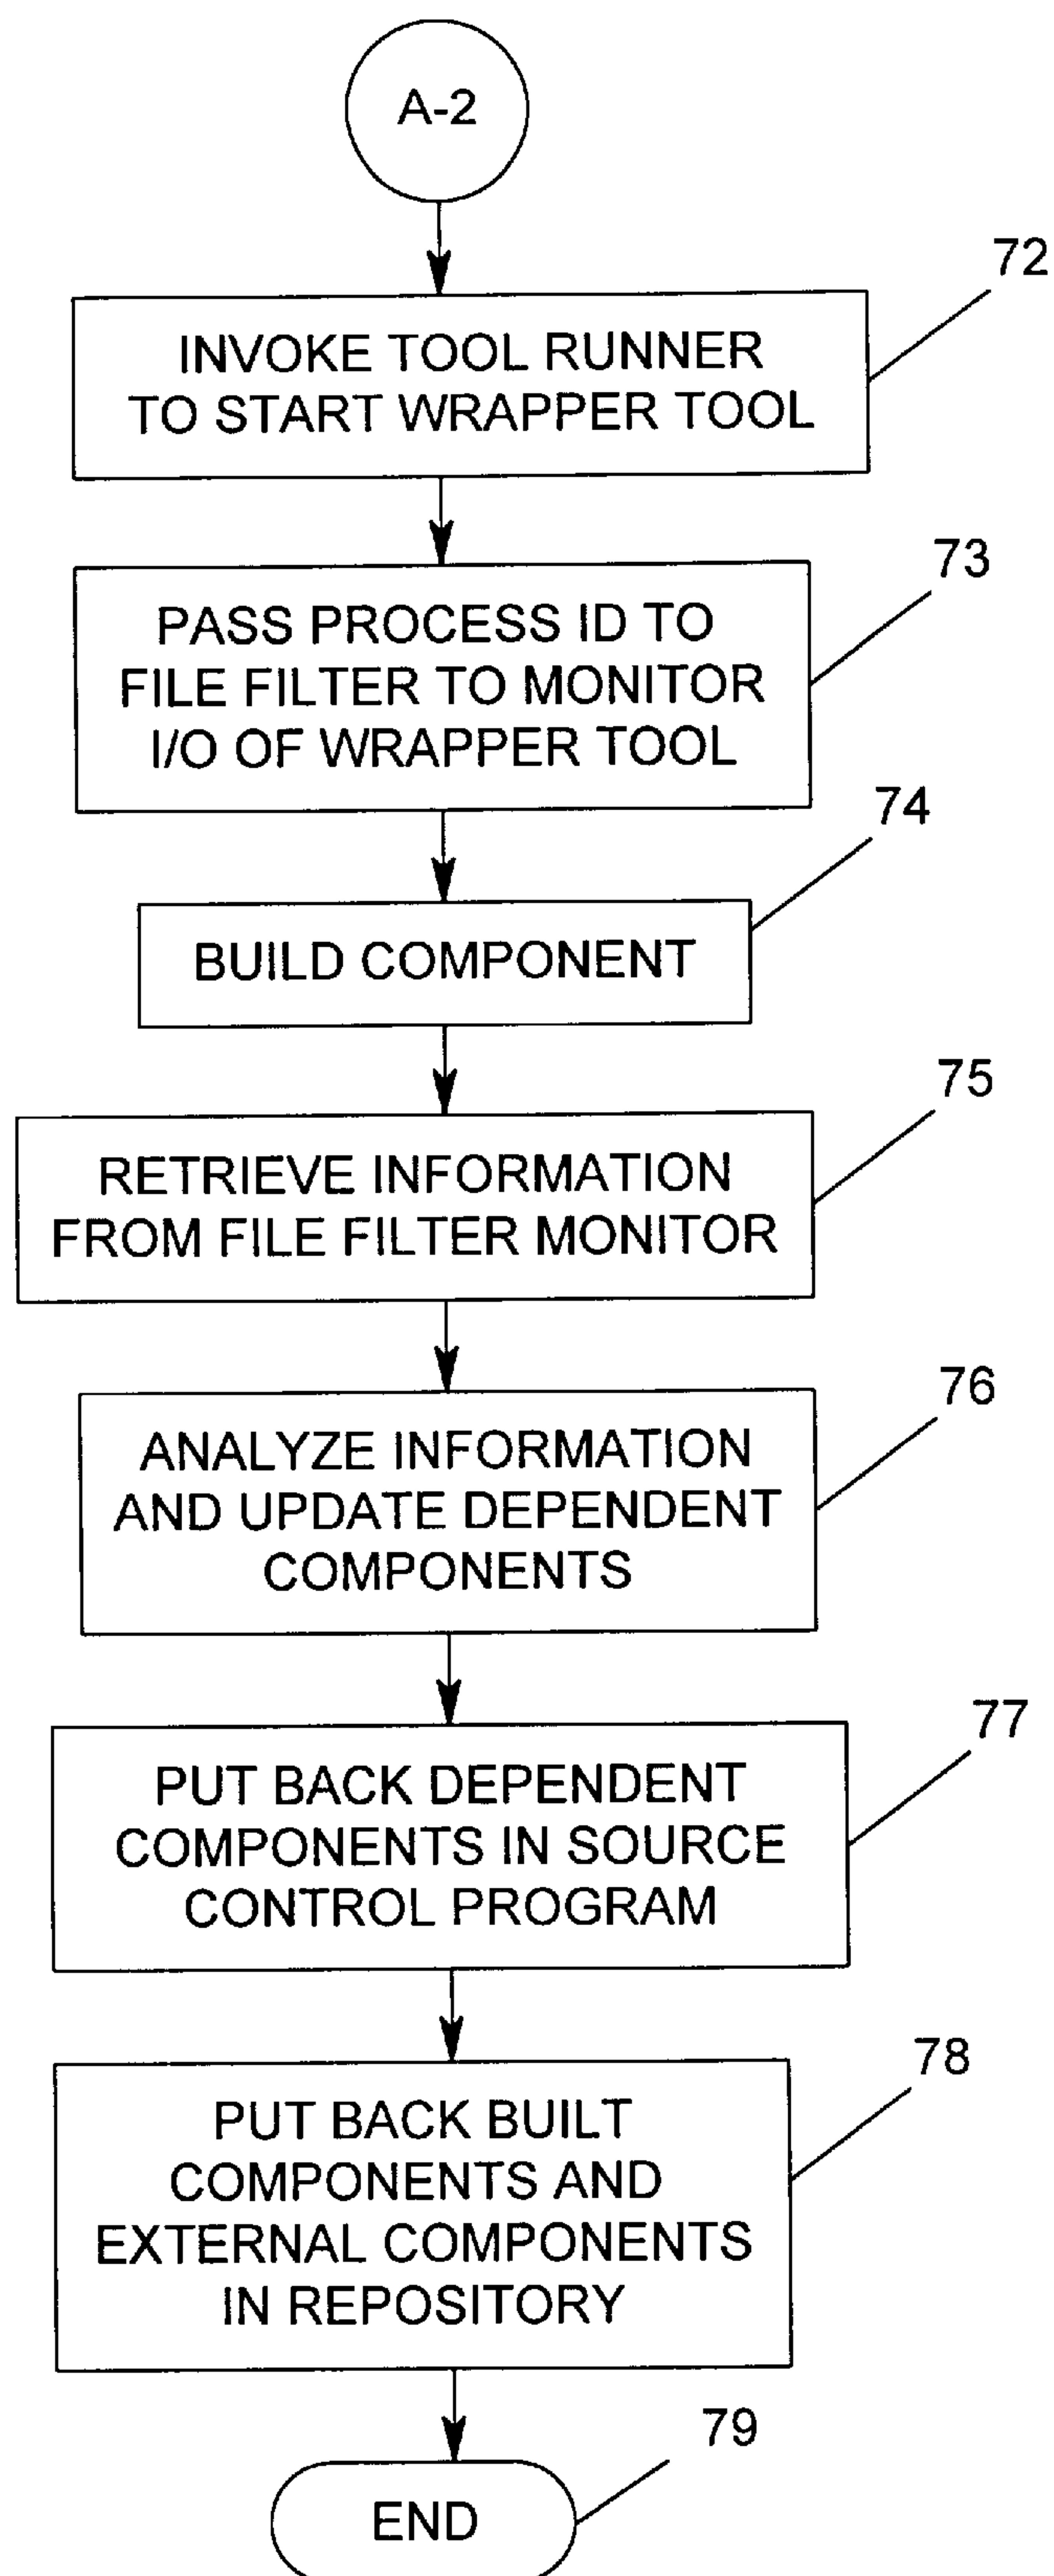 A-2
72
INVOKE TOOL RUNNER
TO START WRAPPER TOOL
73
PASS PROCESS ID TO
FILE FILTER TO MONITOR
I/O OF WRAPPER TOOL
74
BUILD COMPONENT
75
RETRIEVE INFORMATION
FROM FILE FILTER MONITOR
76
ANALYZE INFORMATION
AND UPDATE DEPENDENT
COMPONENTS
77
PUT BACK DEPENDENT
COMPONENTS IN SOURCE
CONTROL PROGRAM
78
PUT BACK BUILT
COMPONENTS AND
EXTERNAL COMPONENTS
IN REPOSITORY
79
END